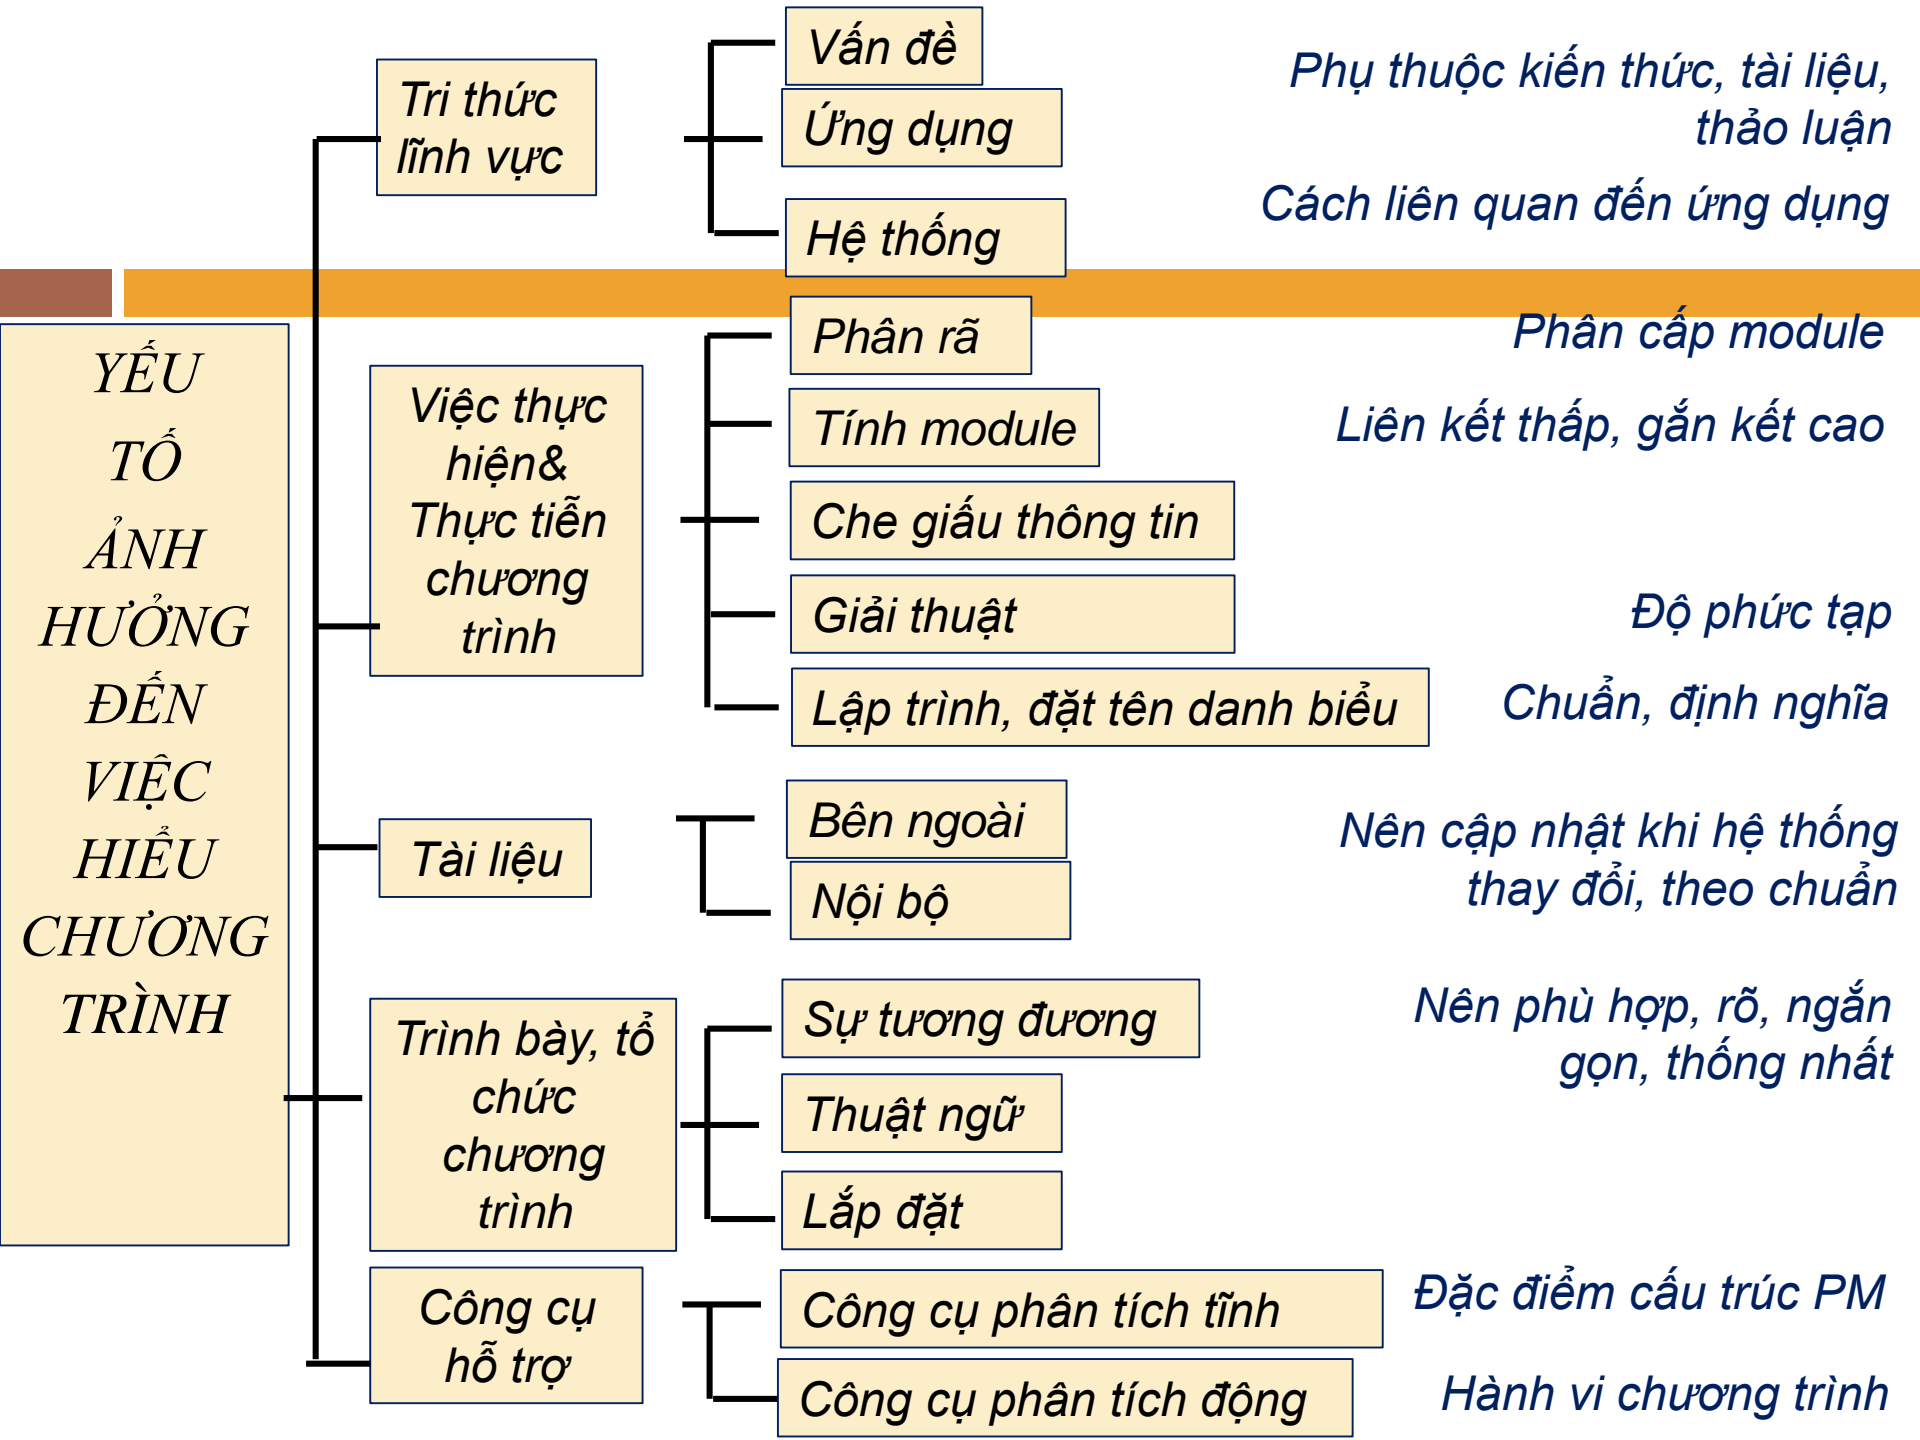 YẾU
TỐ
ẢNH
HƯỞNG
ĐẾN
VIỆC
HIỂU
CHƯƠNG
TRÌNH
Tri thức
lĩnh vực
Vấn đề
Ứng dụng
Hệ thống
Phụ thuộc kiến thức, tài liệu,
thảo luận
Cách liên quan đến ứng dụng
Việc thực
hiện&
Thực tiễn
chương
trình
Phân rã
Phân cấp module
Tính module
Liên kết thấp, gắn kết cao
Che giấu thông tin
Giải thuật
Độ phức tạp
Lập trình, đặt tên danh biểu
Chuẩn, định nghĩa
Tài liệu
Bên ngoài
Nội bộ
Nên cập nhật khi hệ thống
thay đổi, theo chuẩn
Trình bày, tổ
chức
chương
trình
Sự tương đương
Thuật ngữ
Lắp đặt
Nên phù hợp, rõ, ngắn
gọn, thống nhất
Công cụ
hỗ trợ
Công cụ phân tích tĩnh
Đặc điểm cấu trúc PM
Công cụ phân tích động
Hành vi chương trình